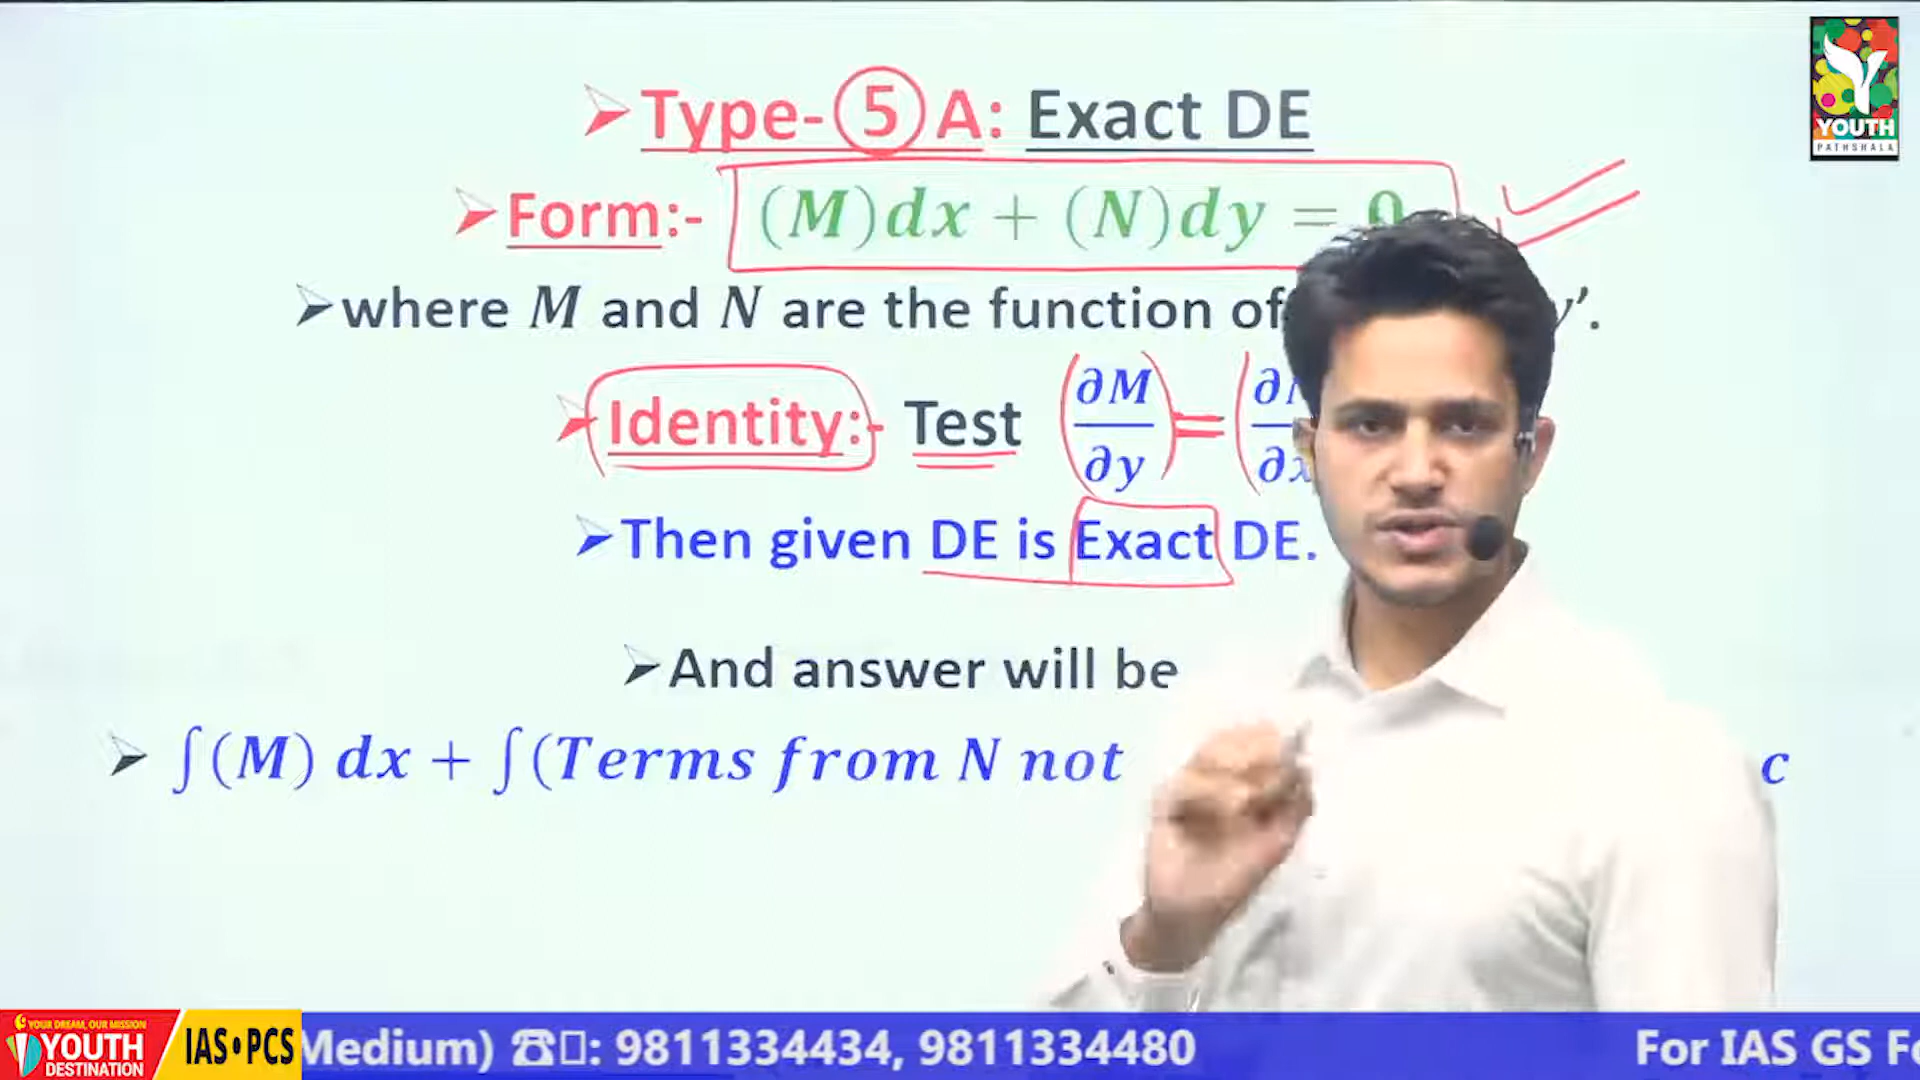 Type-5 A: Exact DE
Form:- (M)dx + (N)dy = 0
where M and N are the function of y'.
Identity:- Test ∂M/∂y = ∂ /∂x
Then given DE is Exact DE.
And answer will be
∫(M) dx + ∫(Terms from N not c
YOUTH
PATHSHALA
YOUR DREAM, OUR MISSION
YOUTH
DESTINATION
IAS•PCS
Medium) ☎: 9811334434, 9811334480
For IAS GS